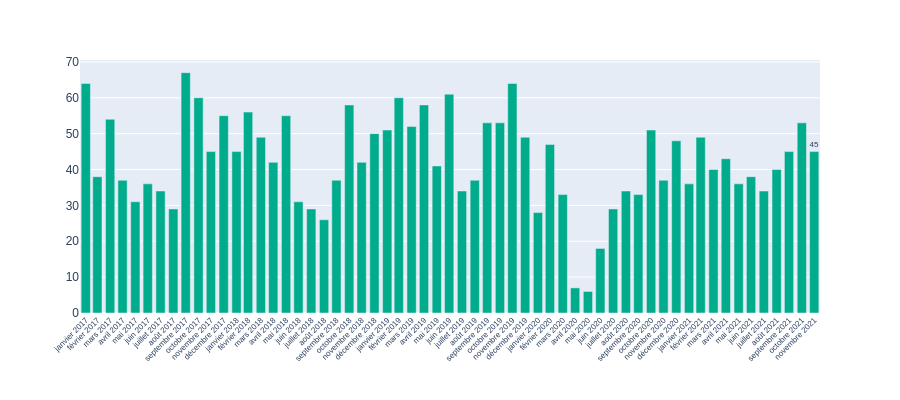 70
60
50
40
30
20
10
0
45
janvier 2017
février 2017
mars 2017
avril 2017
mai 2017
juin 2017
juillet 2017
août 2017
septembre 2017
octobre 2017
novembre 2017
décembre 2017
janvier 2018
février 2018
mars 2018
avril 2018
mai 2018
juin 2018
juillet 2018
août 2018
septembre 2018
octobre 2018
novembre 2018
décembre 2018
janvier 2019
février 2019
mars 2019
avril 2019
mai 2019
juin 2019
juillet 2019
août 2019
septembre 2019
octobre 2019
novembre 2019
décembre 2019
janvier 2020
février 2020
mars 2020
avril 2020
mai 2020
juin 2020
juillet 2020
août 2020
septembre 2020
octobre 2020
novembre 2020
décembre 2020
janvier 2021
février 2021
mars 2021
avril 2021
mai 2021
juin 2021
juillet 2021
août 2021
septembre 2021
octobre 2021
novembre 2021